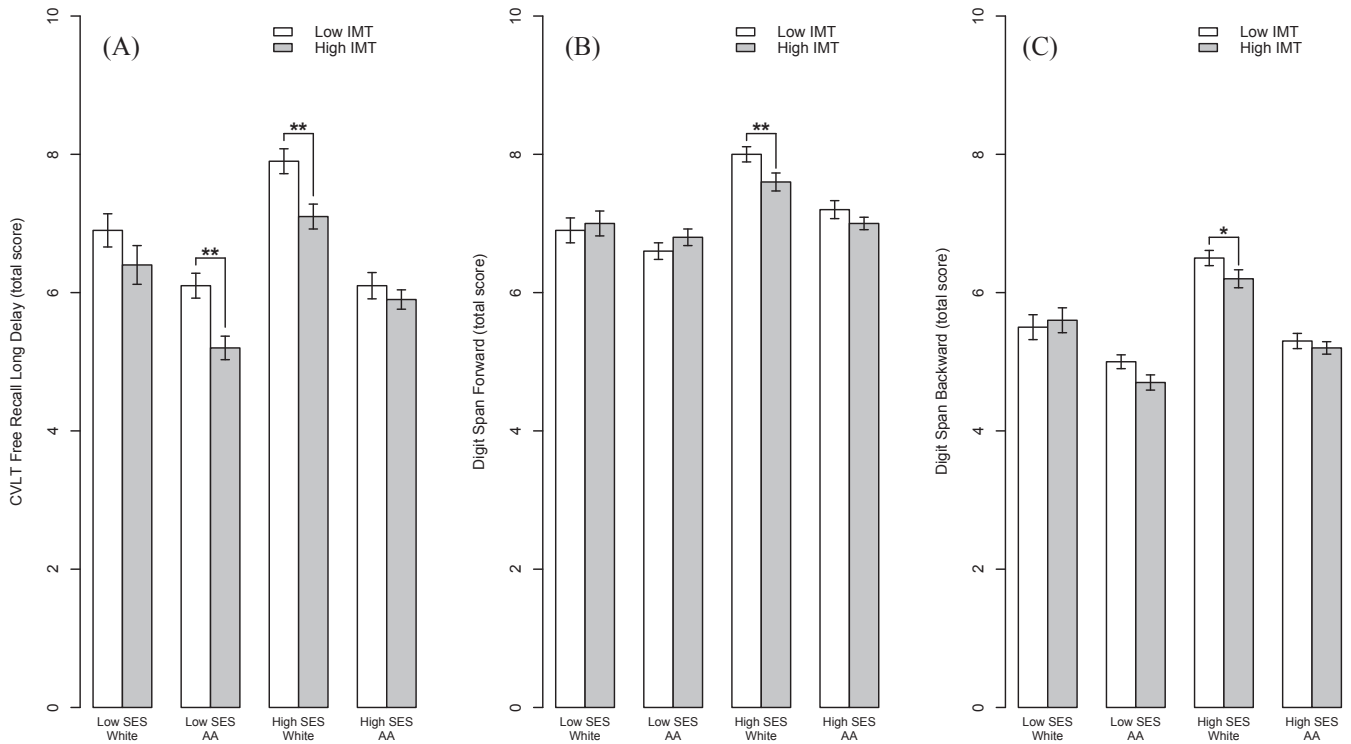 (A)
Low IMT
High IMT
CVLT Free Recall Long Delay (total score)
10
8
6
4
2
0
**
**
Low SES
White
Low SES
AA
High SES
White
High SES
AA
(B)
Low IMT
High IMT
Digit Span Forward (total score)
10
8
6
4
2
0
**
Low SES
White
Low SES
AA
High SES
White
High SES
AA
(C)
Low IMT
High IMT
Digit Span Backward (total score)
10
8
6
4
2
0
*
Low SES
White
Low SES
AA
High SES
White
High SES
AA